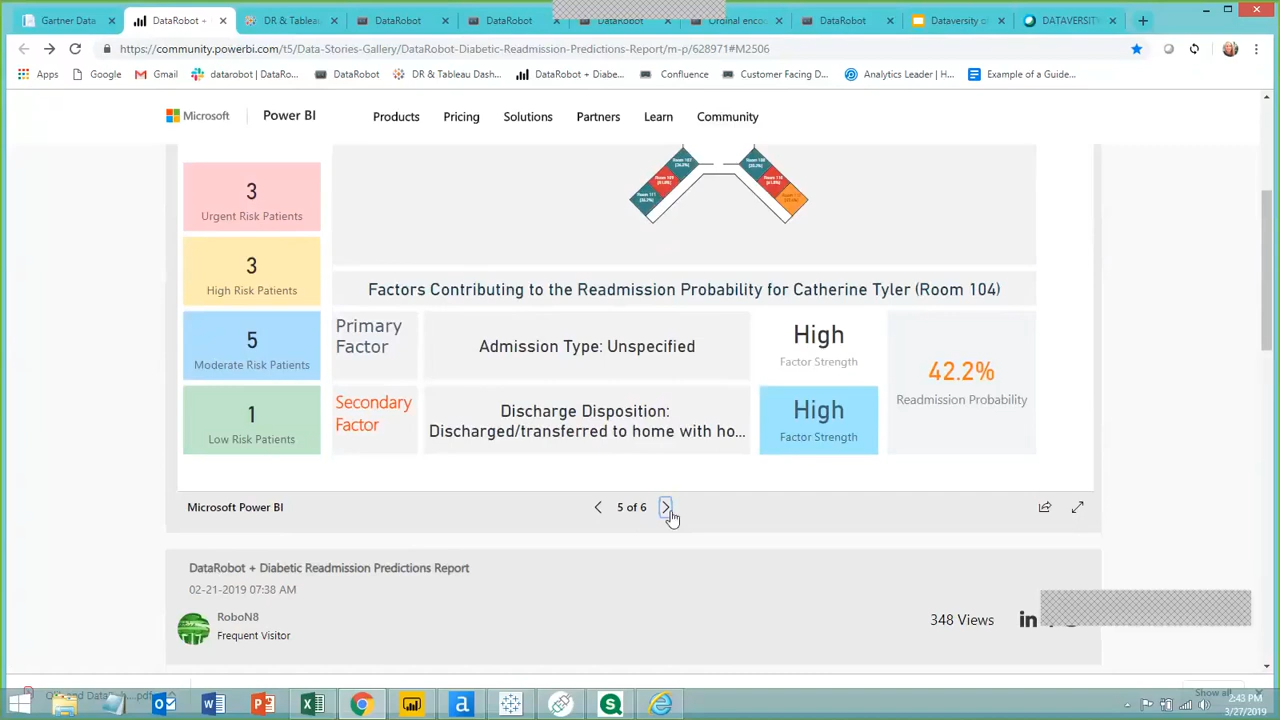 Gartner Data
DataRobot +
DR & Tableau
DataRobot
DataRobot
DataRobot
Ordinal enco
DataRobot
Dataversity o
DATAVERSITY
https://community.powerbi.com/t5/Data-Stories-Gallery/DataRobot-Diabetic-Readmission-Predictions-Report/m-p/628971#M2506
Apps
Google
Gmail
datarobot | DataRo...
DataRobot
DR & Tableau Dash...
DataRobot + Diabe...
Confluence
Customer Facing D...
Analytics Leader | H...
Example of a Guide...
Microsoft
Power BI
Products
Pricing
Solutions
Partners
Learn
Community
3
Urgent Risk Patients
3
High Risk Patients
5
Moderate Risk Patients
1
Low Risk Patients
Factors Contributing to the Readmission Probability for Catherine Tyler (Room 104)
Primary
Factor
Admission Type: Unspecified
High
Factor Strength
Secondary
Factor
Discharge Disposition:
Discharged/transferred to home with ho...
High
Factor Strength
42.2%
Readmission Probability
Microsoft Power BI
5 of 6
DataRobot + Diabetic Readmission Predictions Report
02-21-2019 07:38 AM
RoboN8
Frequent Visitor
348 Views
in
Show all
2:43 PM
3/27/2019